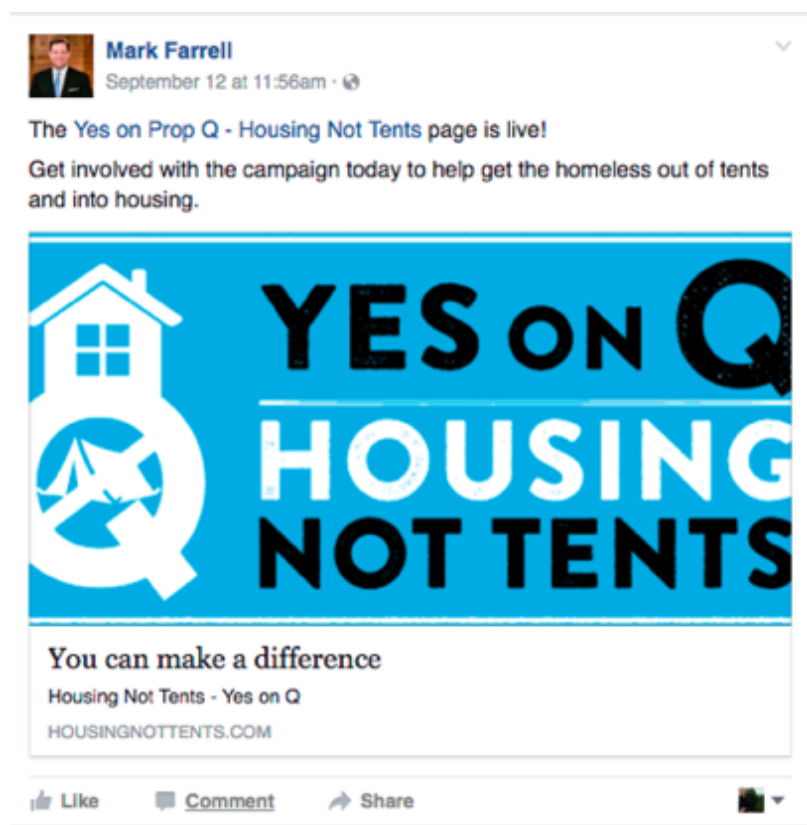 Mark Farrell
September 12 at 11:56am ·
The Yes on Prop Q - Housing Not Tents page is live!
Get involved with the campaign today to help get the homeless out of tents
and into housing.
YES ON Q
HOUSING
NOT TENTS
Q
You can make a difference
Housing Not Tents - Yes on Q
HOUSINGNOTTENTS.COM
Like Comment Share